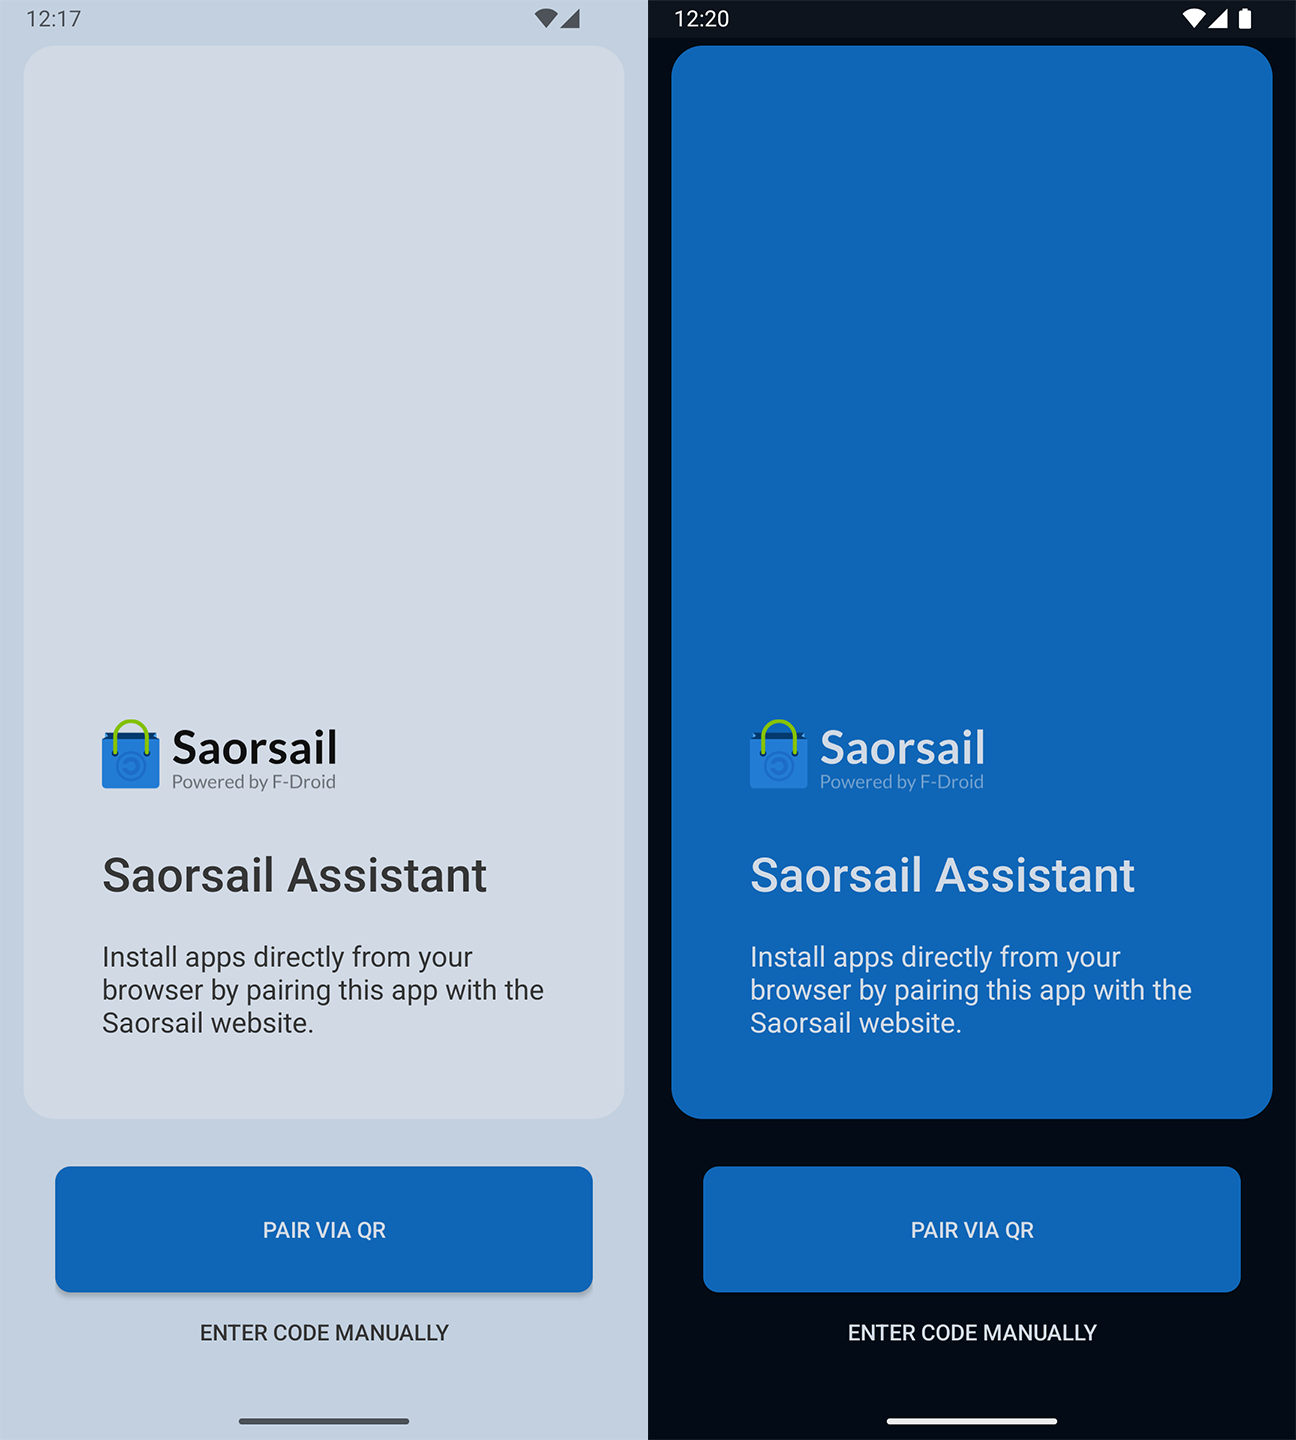 12:17
Saorsail
Powered by F-Droid
Saorsail Assistant
Install apps directly from your
browser by pairing this app with the
Saorsail website.
PAIR VIA QR
ENTER CODE MANUALLY
12:20
Saorsail
Powered by F-Droid
Saorsail Assistant
Install apps directly from your
browser by pairing this app with the
Saorsail website.
PAIR VIA QR
ENTER CODE MANUALLY